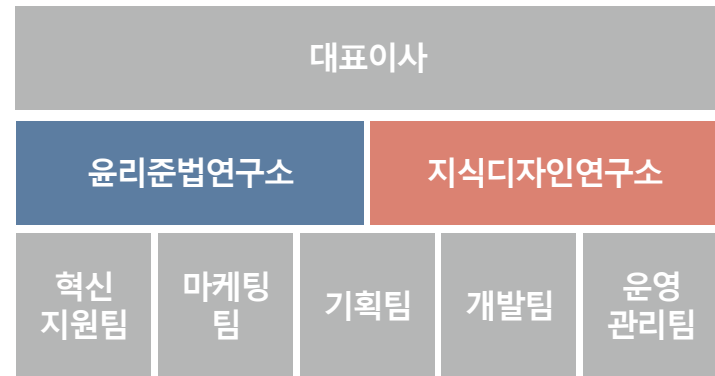 대표이사
윤리준법연구소
지식디자인연구소
혁신
지원팀
마케팅
팀
기획팀
개발팀
운영
관리팀